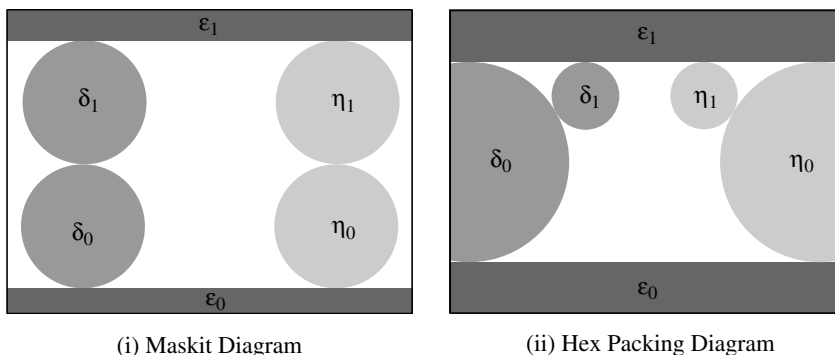 ε₁
δ₁ η₁
δ₀ η₀
ε₀
(i) Maskit Diagram
ε₁
δ₁ η₁
δ₀ η₀
ε₀
(ii) Hex Packing Diagram